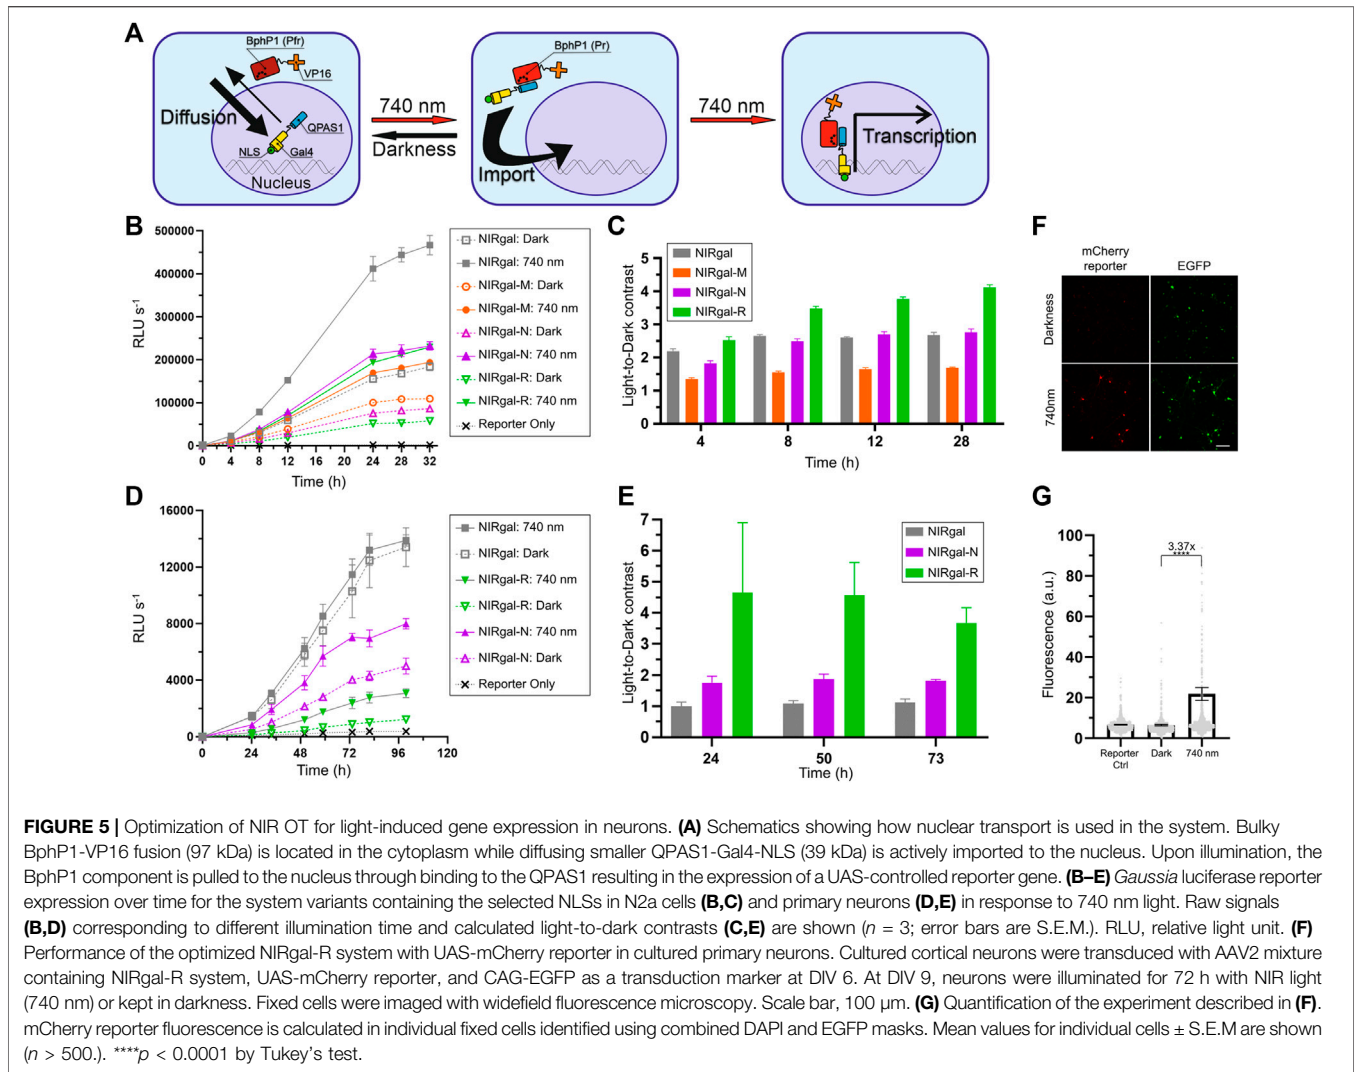 A
BphP1 (Pfr)
VP16
Diffusion
QPAS1
NLS
Gal4
Nucleus
740 nm
Darkness
BphP1 (Pr)
Import
740 nm
Transcription
B
500000
400000
300000
200000
100000
0
RLU s⁻¹
0 4 8 12 16 20 24 28 32
Time (h)
NIRgal: Dark
NIRgal: 740 nm
NIRgal-M: Dark
NIRgal-M: 740 nm
NIRgal-N: Dark
NIRgal-N: 740 nm
NIRgal-R: Dark
NIRgal-R: 740 nm
Reporter Only
C
5
4
3
2
1
0
Light-to-Dark contrast
NIRgal
NIRgal-M
NIRgal-N
NIRgal-R
4 8 12 28
Time (h)
F
mCherry
reporter
EGFP
Darkness
740nm
D
16000
12000
8000
4000
0
RLU s⁻¹
0 24 48 72 96 120
Time (h)
NIRgal: 740 nm
NIRgal: Dark
NIRgal-R: 740 nm
NIRgal-R: Dark
NIRgal-N: 740 nm
NIRgal-N: Dark
Reporter Only
E
7
6
5
4
3
2
1
0
Light-to-Dark contrast
NIRgal
NIRgal-N
NIRgal-R
24 50 73
Time (h)
G
100
80
60
40
20
0
Fluorescence (a.u.)
3.37x
****
Reporter
Ctrl
Dark
740 nm
FIGURE 5 | Optimization of NIR OT for light-induced gene expression in neurons. (A) Schematics showing how nuclear transport is used in the system. Bulky
BphP1-VP16 fusion (97 kDa) is located in the cytoplasm while diffusing smaller QPAS1-Gal4-NLS (39 kDa) is actively imported to the nucleus. Upon illumination, the
BphP1 component is pulled to the nucleus through binding to the QPAS1 resulting in the expression of a UAS-controlled reporter gene. (B–E) Gaussia luciferase reporter
expression over time for the system variants containing the selected NLSs in N2a cells (B,C) and primary neurons (D,E) in response to 740 nm light. Raw signals
(B,D) corresponding to different illumination time and calculated light-to-dark contrasts (C,E) are shown (n = 3; error bars are S.E.M.). RLU, relative light unit. (F)
Performance of the optimized NIRgal-R system with UAS-mCherry reporter in cultured primary neurons. Cultured cortical neurons were transduced with AAV2 mixture
containing NIRgal-R system, UAS-mCherry reporter, and CAG-EGFP as a transduction marker at DIV 6. At DIV 9, neurons were illuminated for 72 h with NIR light
(740 nm) or kept in darkness. Fixed cells were imaged with widefield fluorescence microscopy. Scale bar, 100 μm. (G) Quantification of the experiment described in (F).
mCherry reporter fluorescence is calculated in individual fixed cells identified using combined DAPI and EGFP masks. Mean values for individual cells ± S.E.M are shown
(n > 500.). ****p < 0.0001 by Tukey's test.